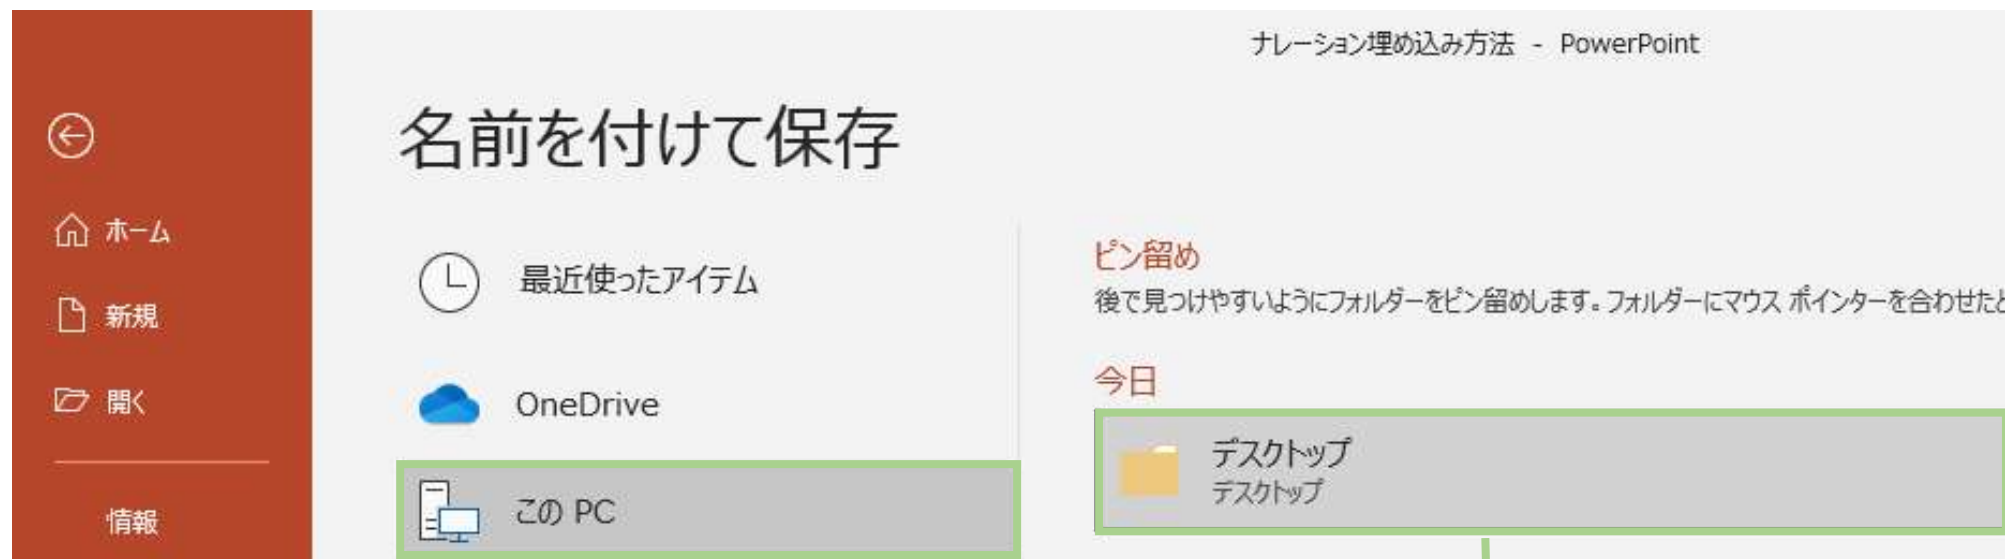 ナレーション埋め込み方法 - PowerPoint
名前を付けて保存
ホーム
新規
開く
情報
最近使ったアイテム
OneDrive
この PC
ピン留め
後で見つけやすいようにフォルダーをピン留めします。フォルダーにマウス ポインターを合わせたと
今日
デスクトップ
デスクトップ